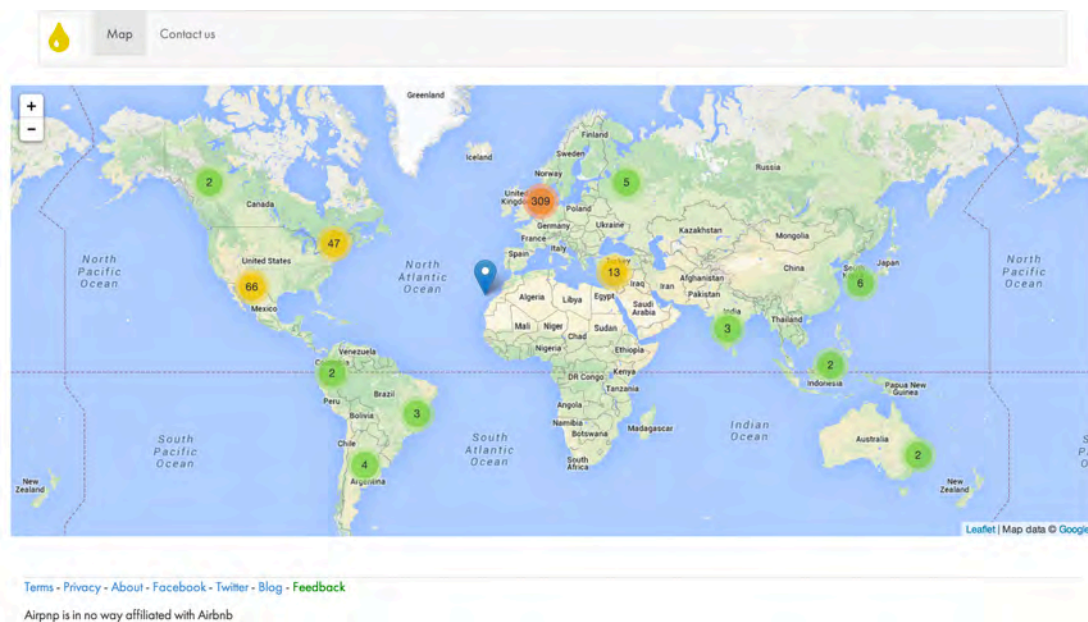 Map Contact us
+
−
Greenland
Iceland
Finland
Sweden
Norway
Russia
2
5
United
309
Canada
Poland
Germany
Ukraine
47
France
Kazakhstan
Mongolia
Italy
Spain
North
Pacific
Ocean
United States
North
Atlantic
Ocean
13
Afghanistan
China
Japan
North
Pacific
Ocean
66
Iraq
Iran
Pakistan
6
Mexico
Algeria
Libya
Egypt
Saudi
Arabia
India
3
Thailand
Mali
Niger
Chad
Sudan
Nigeria
Ethiopia
Venezuela
2
DR Congo
Kenya
2
Indonesia
Papua New
Guinea
Peru
Brazil
Tanzania
Bolivia
3
Angola
Namibia
Botswana
Madagascar
Indian
Ocean
South
Pacific
Ocean
Chile
South
Atlantic
Ocean
Australia
2
4
Argentina
South
Africa
New
Zealand
New
Zealand
Leaflet | Map data © Google
Terms - Privacy - About - Facebook - Twitter - Blog - Feedback
Airpnp is in no way affiliated with Airbnb